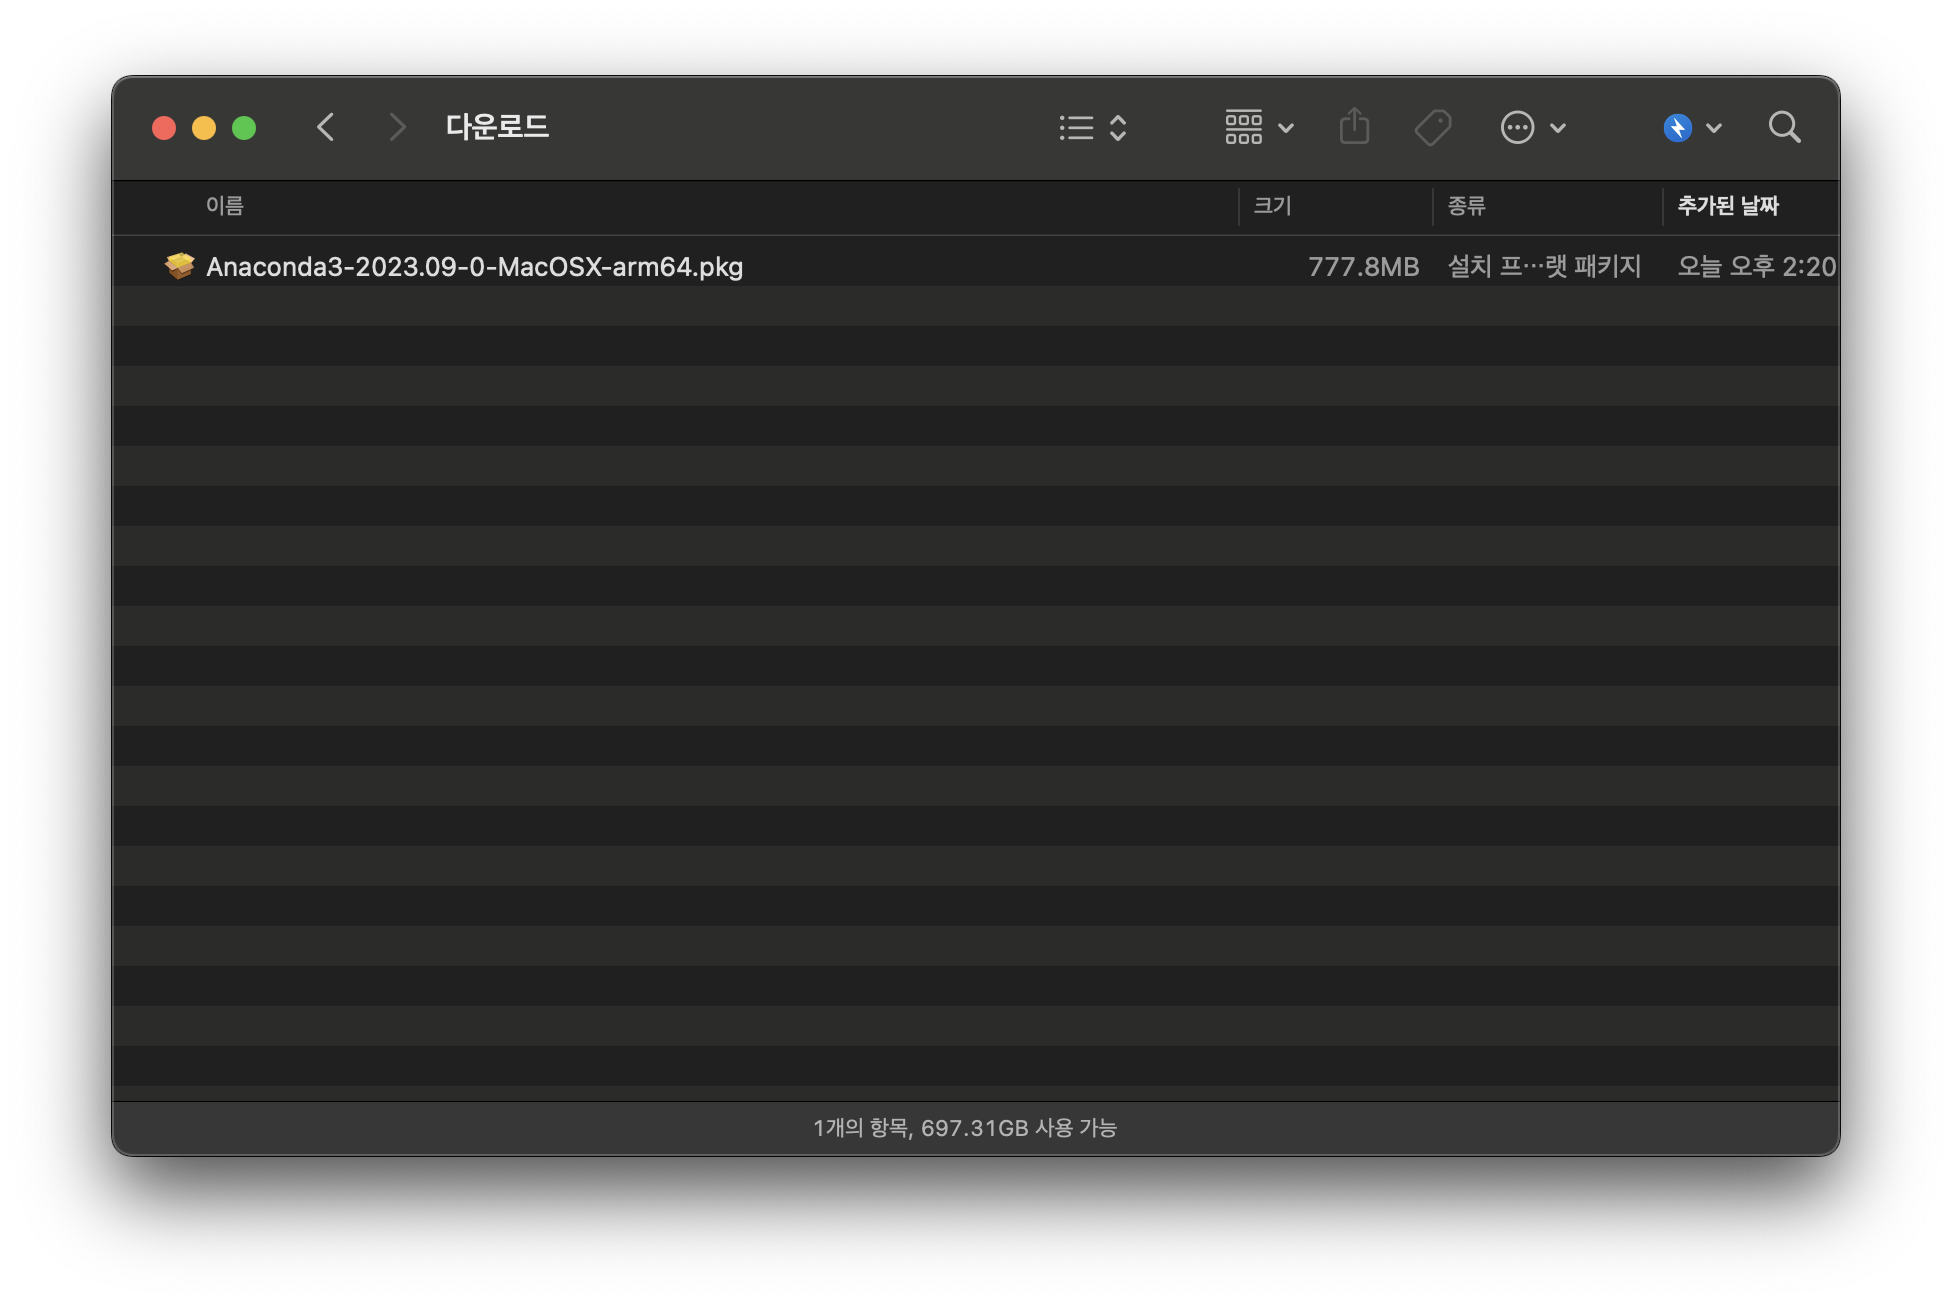 다운로드
이름 크기 종류 추가된 날짜
Anaconda3-2023.09-0-MacOSX-arm64.pkg 777.8MB 설치 프…랫 패키지 오늘 오후 2:20
1개의 항목, 697.31GB 사용 가능